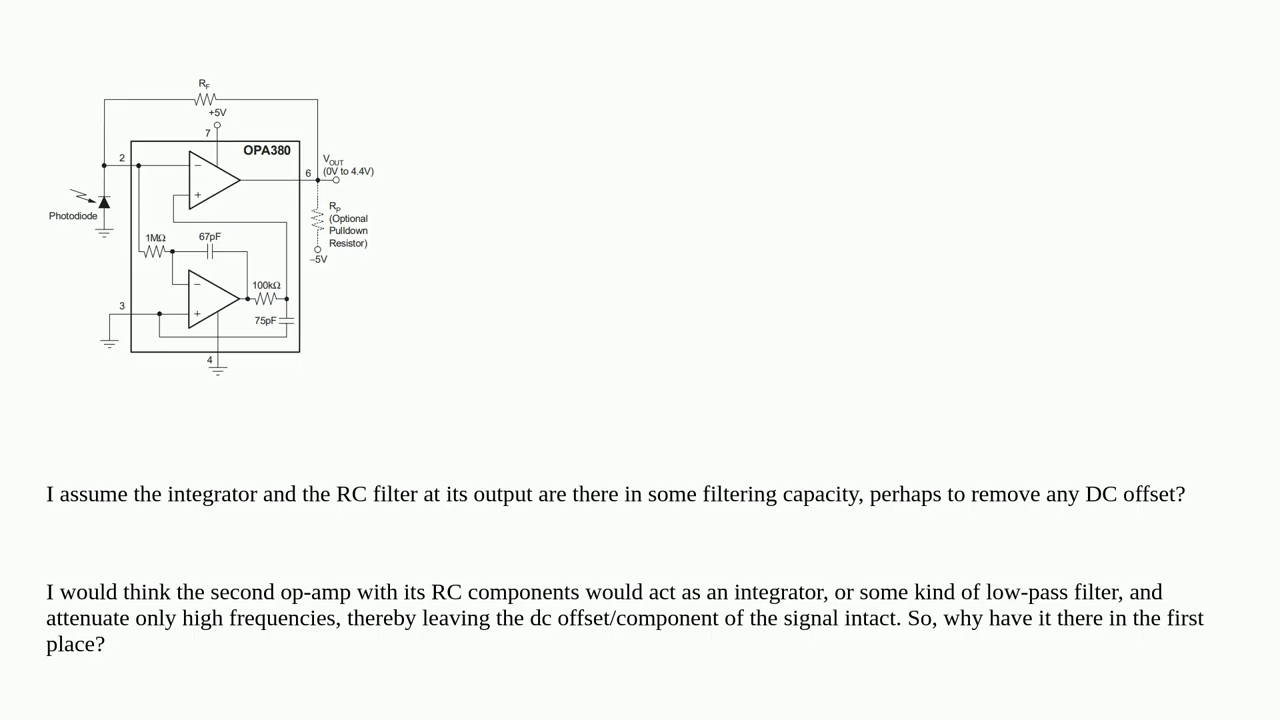 R_F
+5V
7
OPA380
2
V_OUT
6
(0V to 4.4V)
R_P
Photodiode
(Optional
Pulldown
Resistor)
1MΩ
67pF
–5V
100kΩ
3
75pF
4
I assume the integrator and the RC filter at its output are there in some filtering capacity, perhaps to remove any DC offset?
I would think the second op-amp with its RC components would act as an integrator, or some kind of low-pass filter, and
attenuate only high frequencies, thereby leaving the dc offset/component of the signal intact. So, why have it there in the first
place?